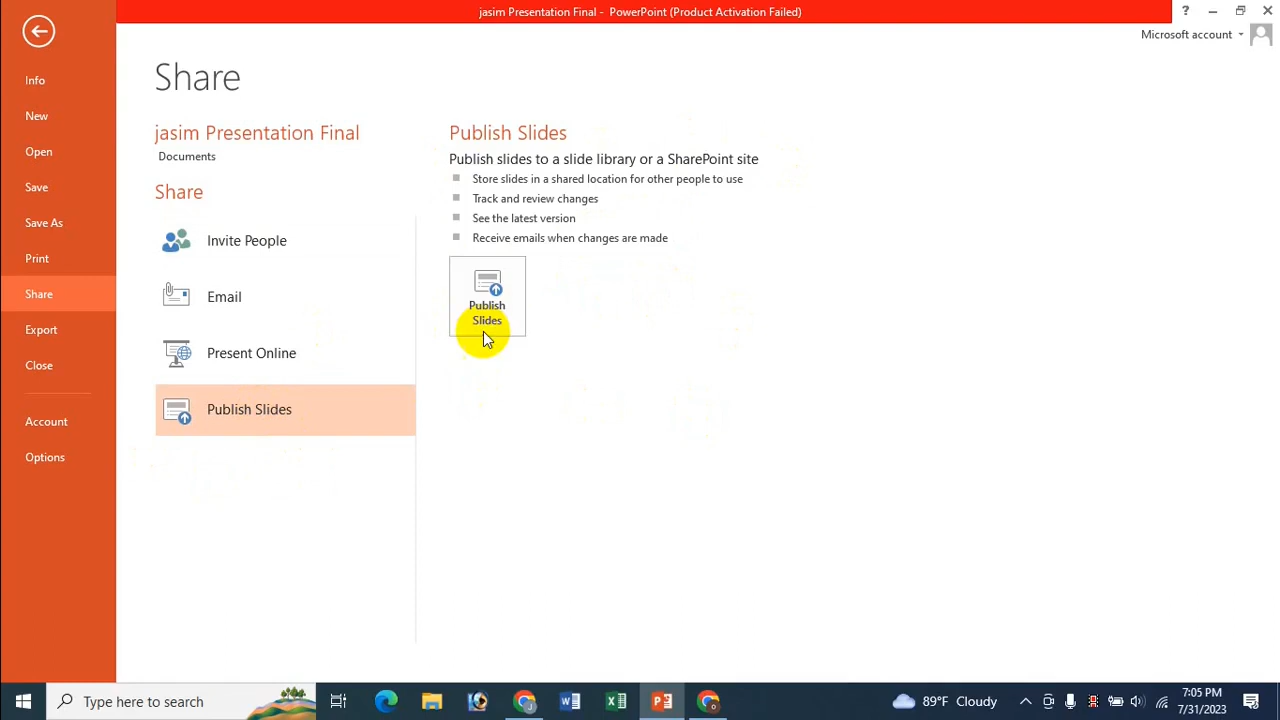 jasim Presentation Final - PowerPoint (Product Activation Failed)
?
Microsoft account
Info
New
Open
Save
Save As
Print
Share
Export
Close
Account
Options
Share
jasim Presentation Final
Documents
Share
Invite People
Email
Present Online
Publish Slides
Publish Slides
Publish slides to a slide library or a SharePoint site
Store slides in a shared location for other people to use
Track and review changes
See the latest version
Receive emails when changes are made
Publish
Slides
Type here to search
89°F Cloudy
7:05 PM
7/31/2023